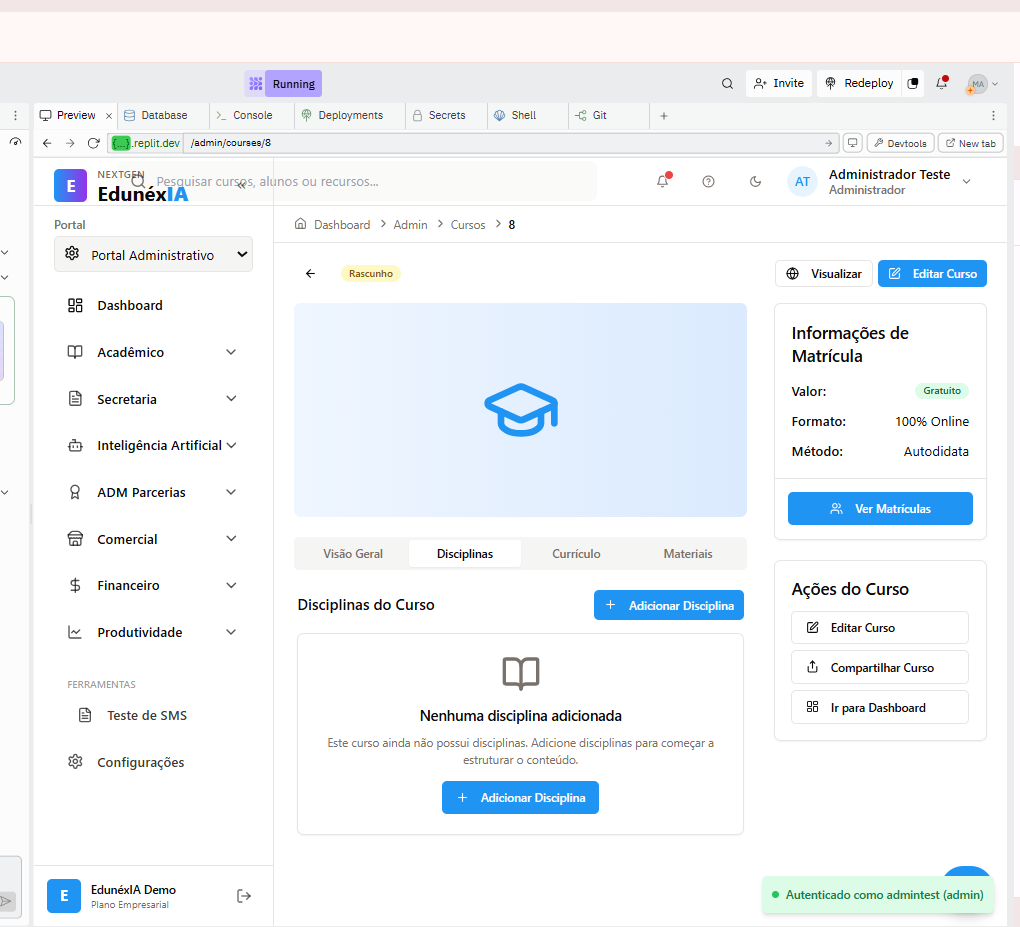 Running
Invite
Redeploy
MA
Preview
Database
Console
Deployments
Secrets
Shell
Git
{...}.replit.dev
/admin/courses/8
Devtools
New tab
E
NEXTGEN
EdunéxIA
Pesquisar cursos, alunos ou recursos...
AT
Administrador Teste
Administrador
Portal
Portal Administrativo
Dashboard
Acadêmico
Secretaria
Inteligência Artificial
ADM Parcerias
Comercial
Financeiro
Produtividade
FERRAMENTAS
Teste de SMS
Configurações
E
EdunéxIA Demo
Plano Empresarial
Dashboard > Admin > Cursos > 8
Rascunho
Visualizar
Editar Curso
Visão Geral
Disciplinas
Currículo
Materiais
Disciplinas do Curso
Adicionar Disciplina
Nenhuma disciplina adicionada
Este curso ainda não possui disciplinas. Adicione disciplinas para começar a
estruturar o conteúdo.
Adicionar Disciplina
Informações de
Matrícula
Valor: Gratuito
Formato: 100% Online
Método: Autodidata
Ver Matrículas
Ações do Curso
Editar Curso
Compartilhar Curso
Ir para Dashboard
Autenticado como admintest (admin)